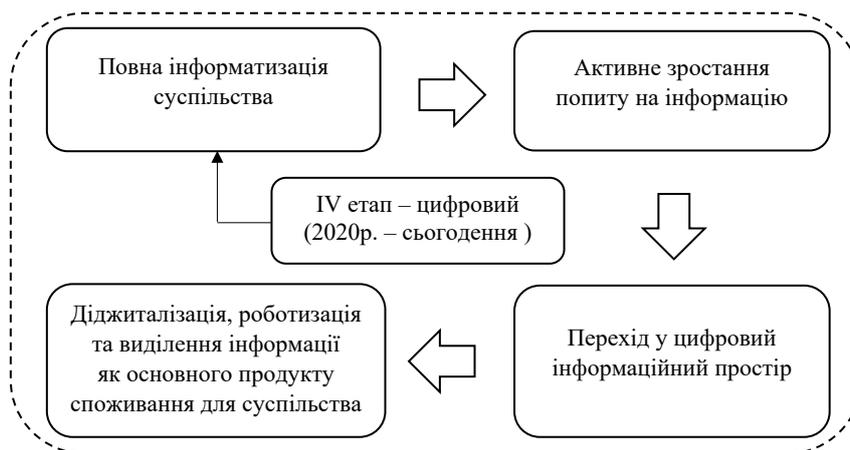 Повна інформатизація
суспільства
Активне зростання
попиту на інформацію
IV етап – цифровий
(2020р. – сьогодення )
Діджиталізація, роботизація
та виділення інформації
як основного продукту
споживання для суспільства
Перехід у цифровий
інформаційний простір